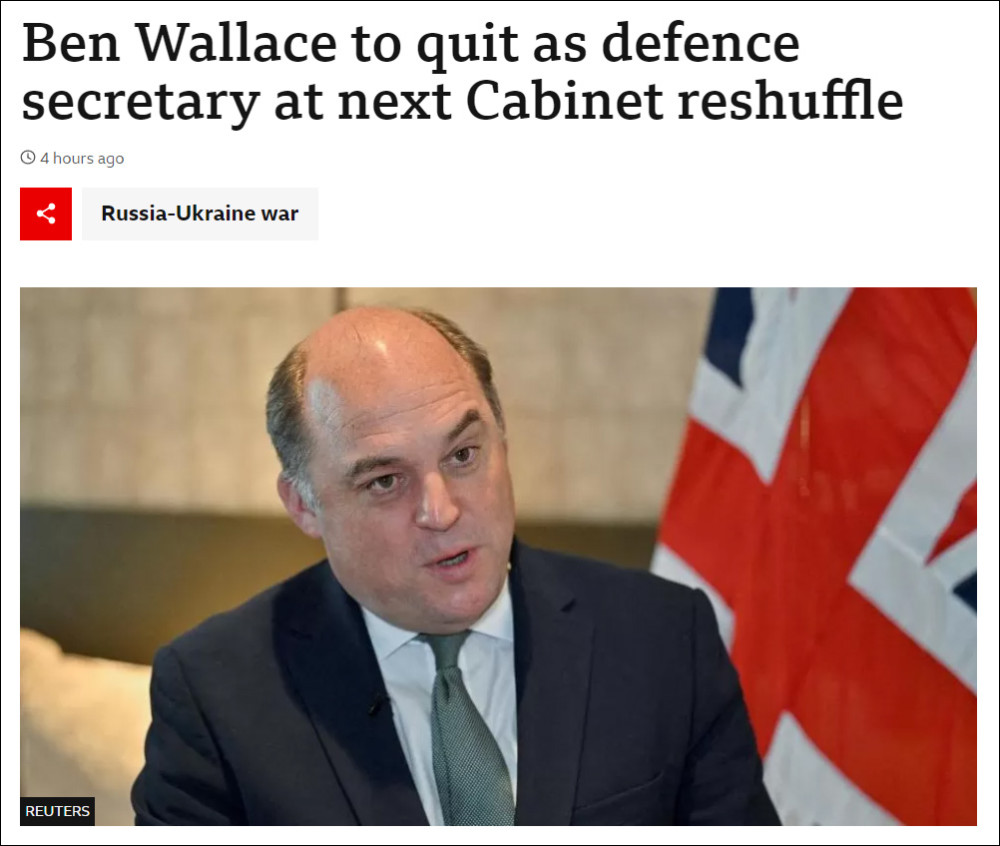 Ben Wallace to quit as defence
secretary at next Cabinet reshuffle
4 hours ago
Russia-Ukraine war
REUTERS